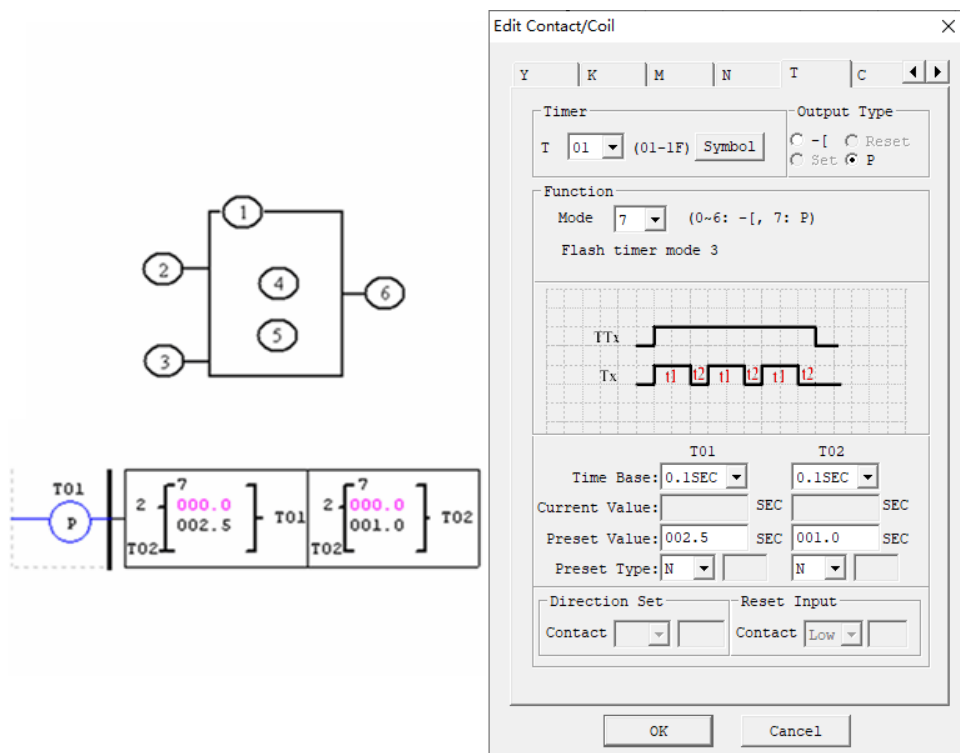 1
2
3
4
5
6
T01
P
7
2
000.0
002.5
T01
T02
7
2
000.0
001.0
T02
T02
Edit Contact/Coil
Y K M N T C
Timer
T 01 (01-1F) Symbol
Output Type
-[ Reset
Set P
Function
Mode 7 (0~6: -[, 7: P)
Flash timer mode 3
TTx
Tx t1 t2 t1 t2 t1 t2
T01 T02
Time Base: 0.1SEC 0.1SEC
Current Value: SEC SEC
Preset Value: 002.5 SEC 001.0 SEC
Preset Type: N N
Direction Set
Contact
Reset Input
Contact Low
OK Cancel